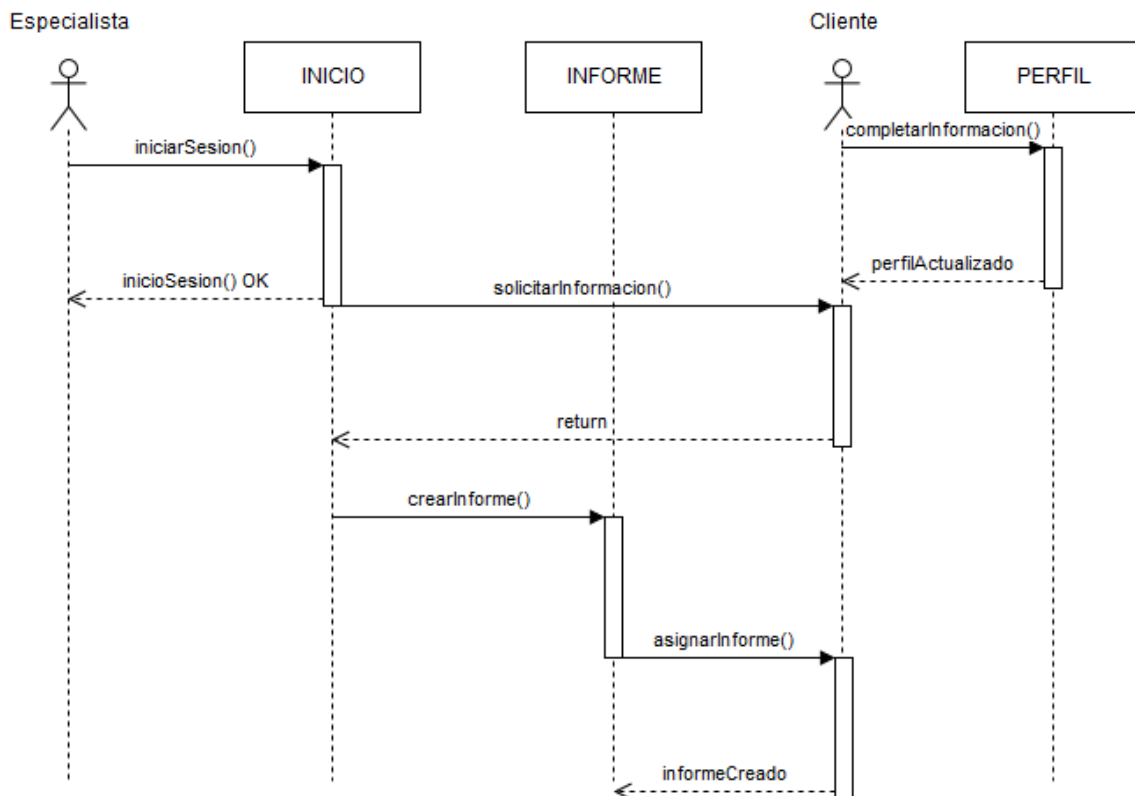 Especialista
Cliente
INICIO
INFORME
PERFIL
completarInformacion()
iniciarSesion()
perfilActualizado
inicioSesion() OK
solicitarInformacion()
return
crearInforme()
asignarInforme()
informeCreado